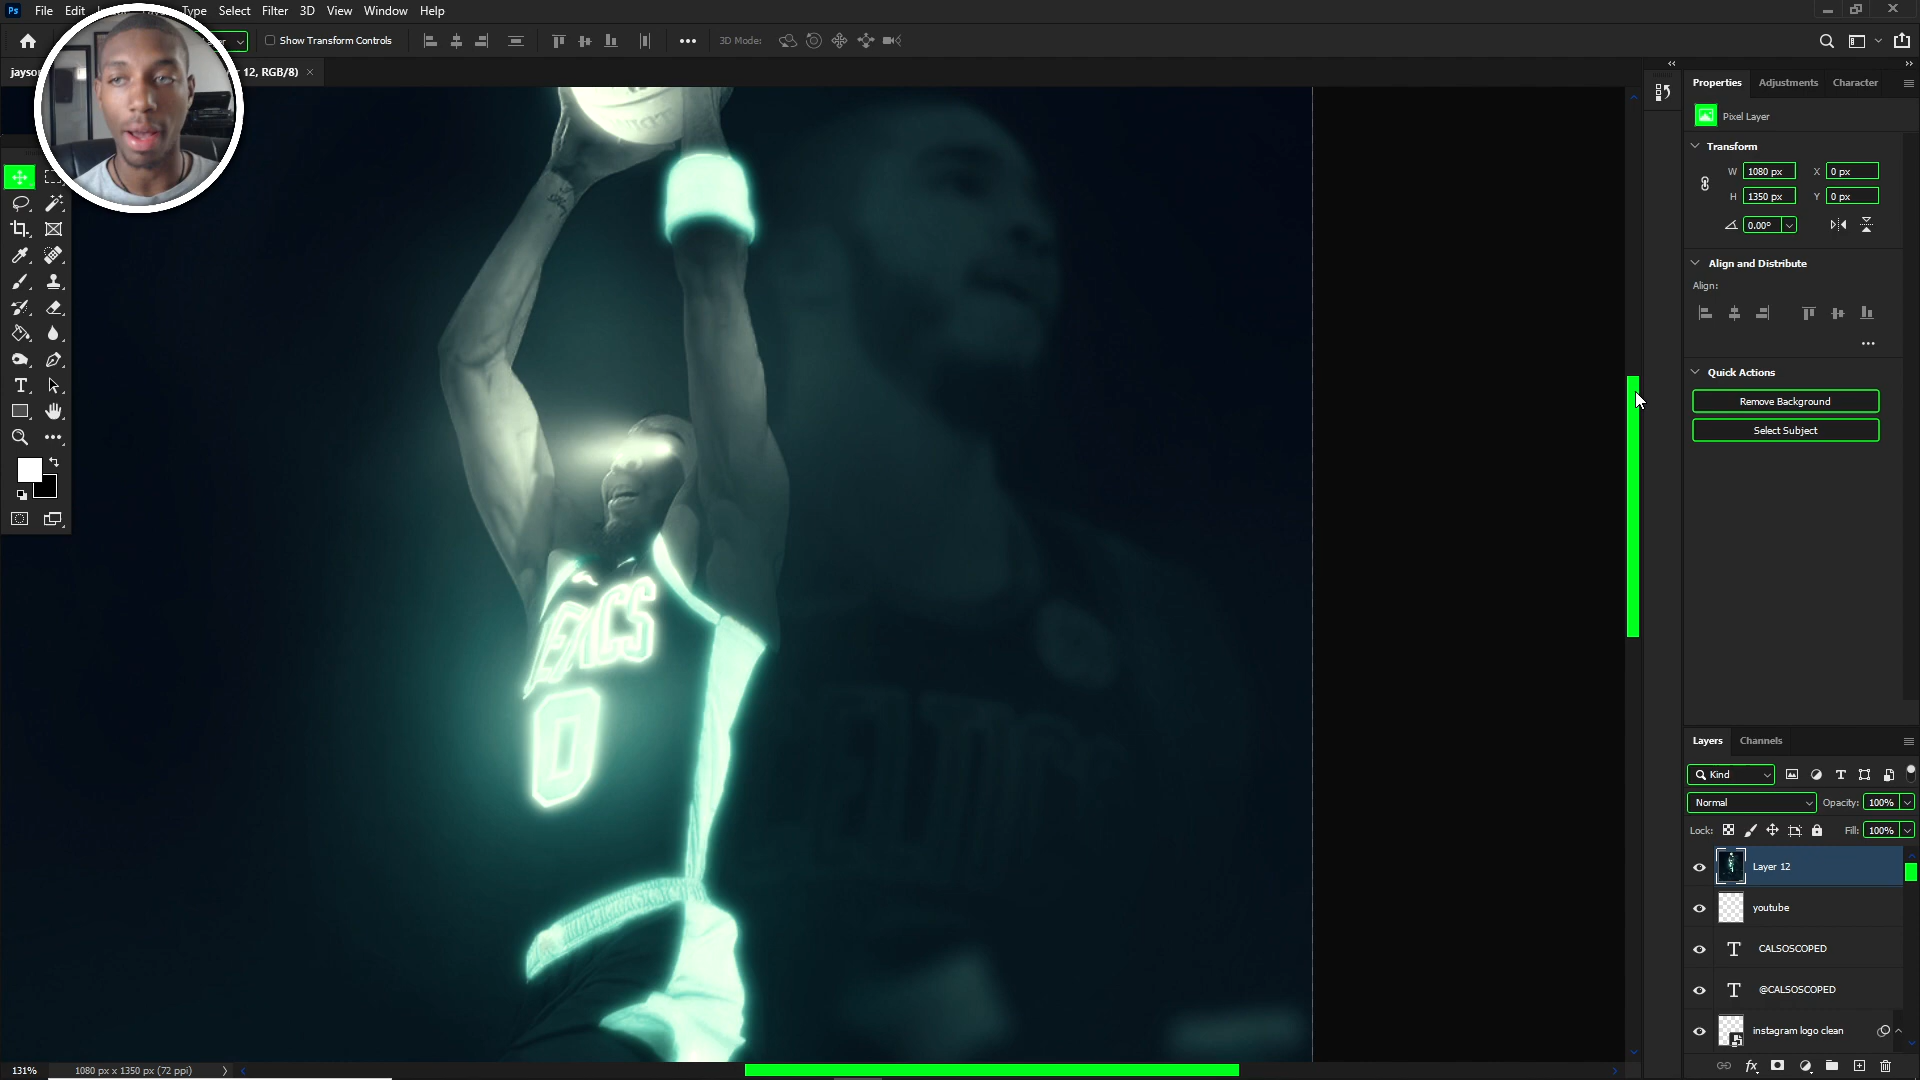 Ps File Edit Type Select Filter 3D View Window Help
Show Transform Controls
3D Mode:
12, RGB/8) ×
Properties Adjustments Character
Pixel Layer
Transform
W 1080 px X 0 px
H 1350 px Y 0 px
0.00°
Align and Distribute
Align:
Quick Actions
Remove Background
Select Subject
CS
0
Layers Channels
Kind
Normal Opacity: 100%
Lock: Fill: 100%
Layer 12
youtube
T CALSOSCOPED
T @CALSOSCOPED
instagram logo clean
fx
131% 1080 px x 1350 px (72 ppi)